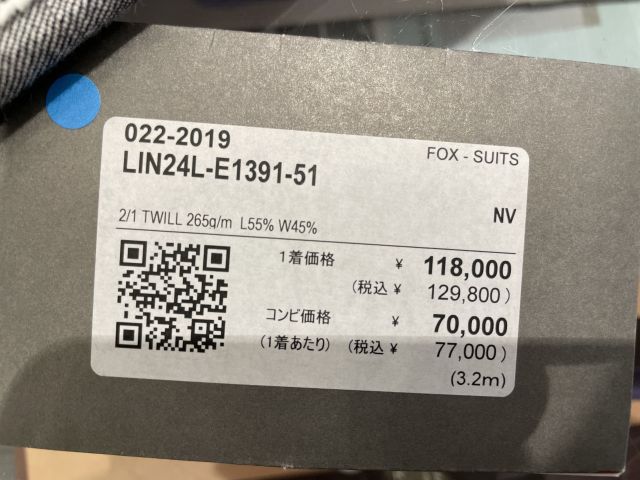 022-2019
LIN24L-E1391-51
FOX - SUITS
NV
2/1 TWILL 265g/m L55% W45%
1着価格 ¥ 118,000
(税込 ¥ 129,800 )
コンビ価格 ¥ 70,000
(1着あたり) (税込 ¥ 77,000 )
(3.2m)